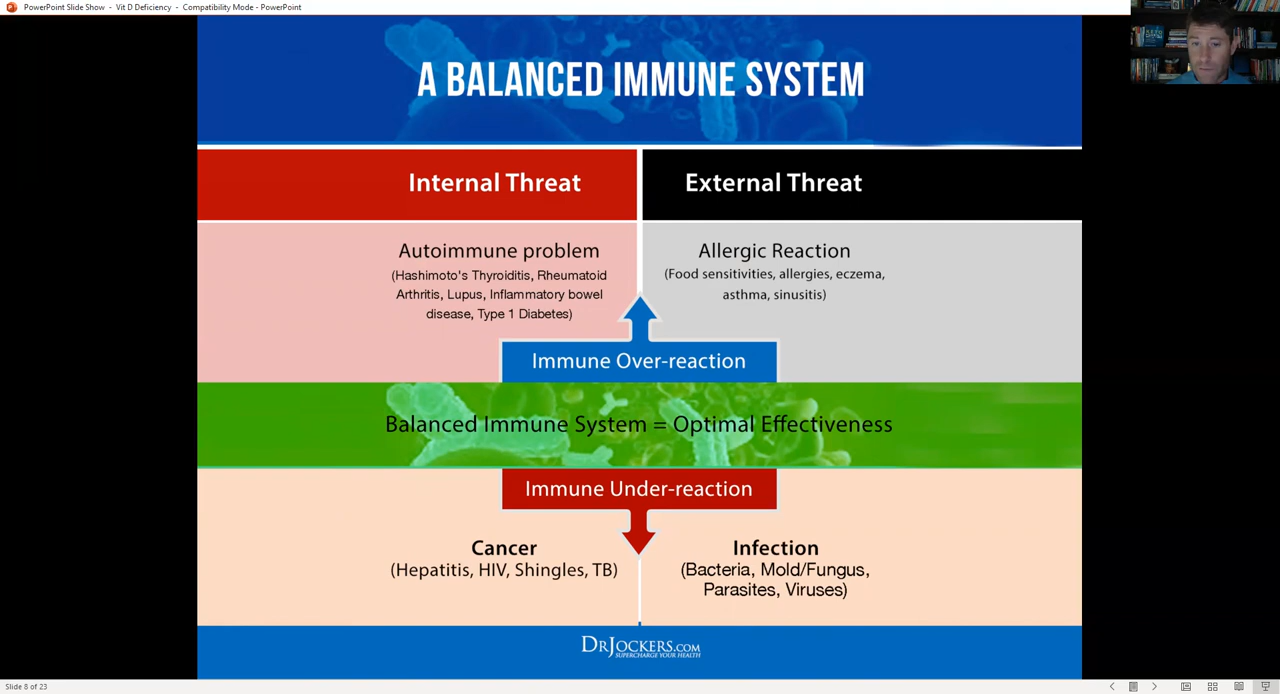 PowerPoint Slide Show - Vit D Deficiency - Compatibility Mode - PowerPoint
A BALANCED IMMUNE SYSTEM
Internal Threat
External Threat
Autoimmune problem
(Hashimoto's Thyroiditis, Rheumatoid
Arthritis, Lupus, Inflammatory bowel
disease, Type 1 Diabetes)
Allergic Reaction
(Food sensitivities, allergies, eczema,
asthma, sinusitis)
Immune Over-reaction
Balanced Immune System = Optimal Effectiveness
Immune Under-reaction
Cancer
(Hepatitis, HIV, Shingles, TB)
Infection
(Bacteria, Mold/Fungus,
Parasites, Viruses)
DRJOCKERS.COM
SUPERCHARGE YOUR HEALTH
Slide 8 of 23